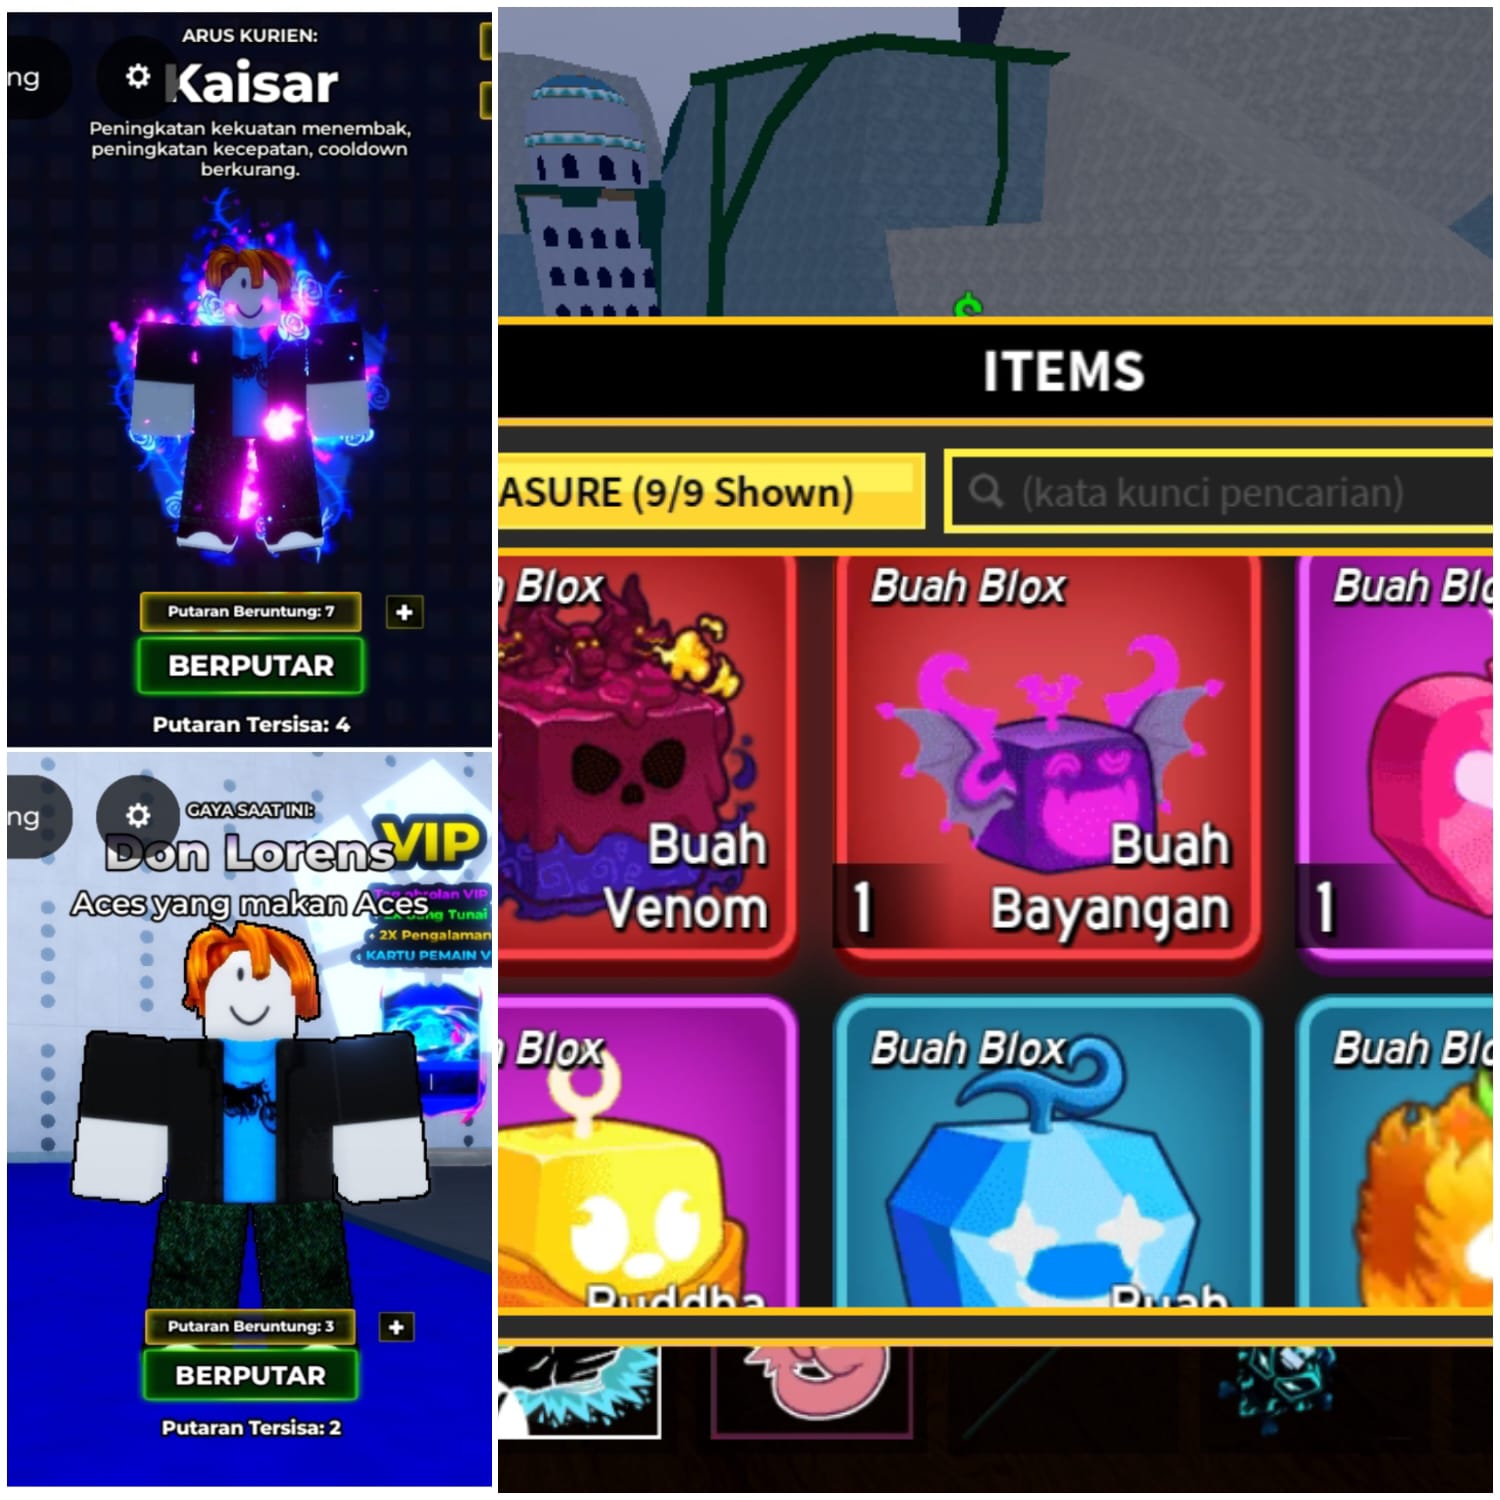 ARUS KURIEN:
ng
Kaisar
Peningkatan kekuatan menembak,
peningkatan kecepatan, cooldown
berkurang.
Putaran Beruntung: 7
+
BERPUTAR
Putaran Tersisa: 4
ng
GAYA SAAT INI:
Don Lorens
VIP
Aces yang makan Aces
Tag obrolan VIP
2X Uang Tunai
2X Pengalaman
KARTU PEMAIN V
Putaran Beruntung: 3
+
BERPUTAR
Putaran Tersisa: 2
$
ITEMS
ASURE (9/9 Shown)
(kata kunci pencarian)
h Blox
Buah
Venom
Buah Blox
1
Buah
Bayangan
Buah Blo
1
h Blox
Buddha
Buah Blox
Buah
Buah Blo